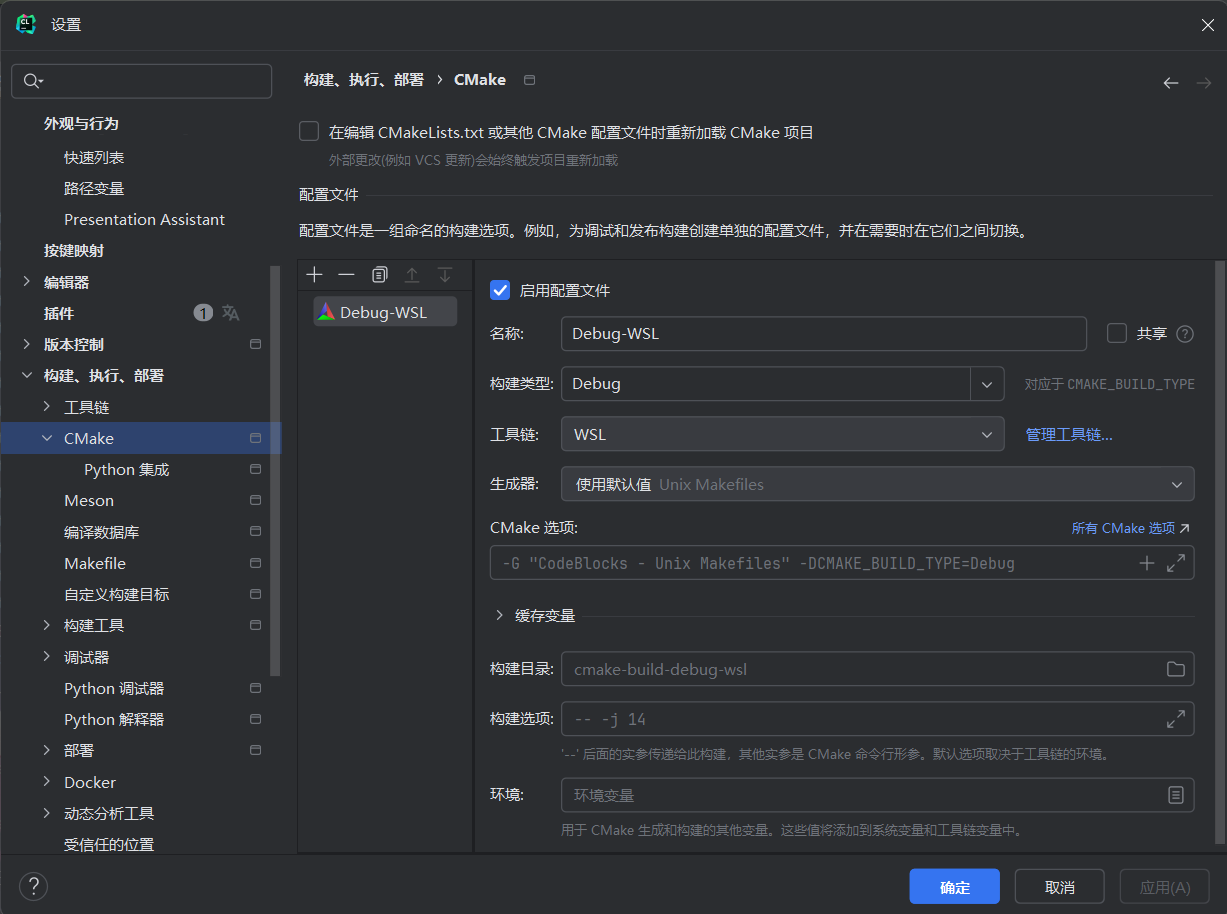 设置
外观与行为
快速列表
路径变量
Presentation Assistant
按键映射
编辑器
插件 1
版本控制
构建、执行、部署
工具链
CMake
Python 集成
Meson
编译数据库
Makefile
自定义构建目标
构建工具
调试器
Python 调试器
Python 解释器
部署
Docker
动态分析工具
受信任的位置
构建、执行、部署 › CMake
在编辑 CMakeLists.txt 或其他 CMake 配置文件时重新加载 CMake 项目
外部更改(例如 VCS 更新)会始终触发项目重新加载
配置文件
配置文件是一组命名的构建选项。例如，为调试和发布构建创建单独的配置文件，并在需要时在它们之间切换。
Debug-WSL
启用配置文件
名称: Debug-WSL 共享 ?
构建类型: Debug 对应于 CMAKE_BUILD_TYPE
工具链: WSL 管理工具链...
生成器: 使用默认值 Unix Makefiles
CMake 选项: 所有 CMake 选项
-G "CodeBlocks - Unix Makefiles" -DCMAKE_BUILD_TYPE=Debug
缓存变量
构建目录: cmake-build-debug-wsl
构建选项: -- -j 14
'--' 后面的实参传递给此构建，其他实参是 CMake 命令行形参。默认选项取决于工具链的环境。
环境: 环境变量
用于 CMake 生成和构建的其他变量。这些值将添加到系统变量和工具链变量中。
? 确定 取消 应用(A)